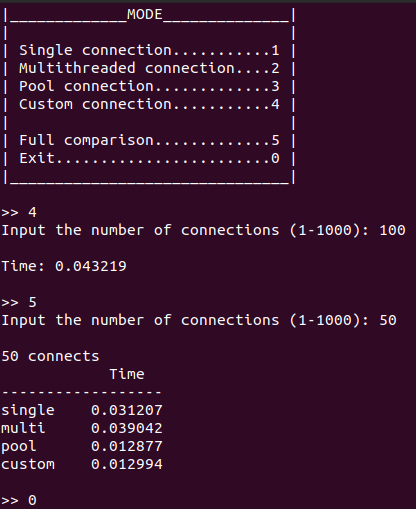 |_____________MODE______________|
|                               |
| Single connection...........1 |
| Multithreaded connection....2 |
| Pool connection.............3 |
| Custom connection...........4 |
|                               |
| Full comparison.............5 |
| Exit........................0 |
|_______________________________|
>> 4
Input the number of connections (1-1000): 100
Time: 0.043219
>> 5
Input the number of connections (1-1000): 50
50 connects
            Time
------------------
single    0.031207
multi     0.039042
pool      0.012877
custom    0.012994
>> 0